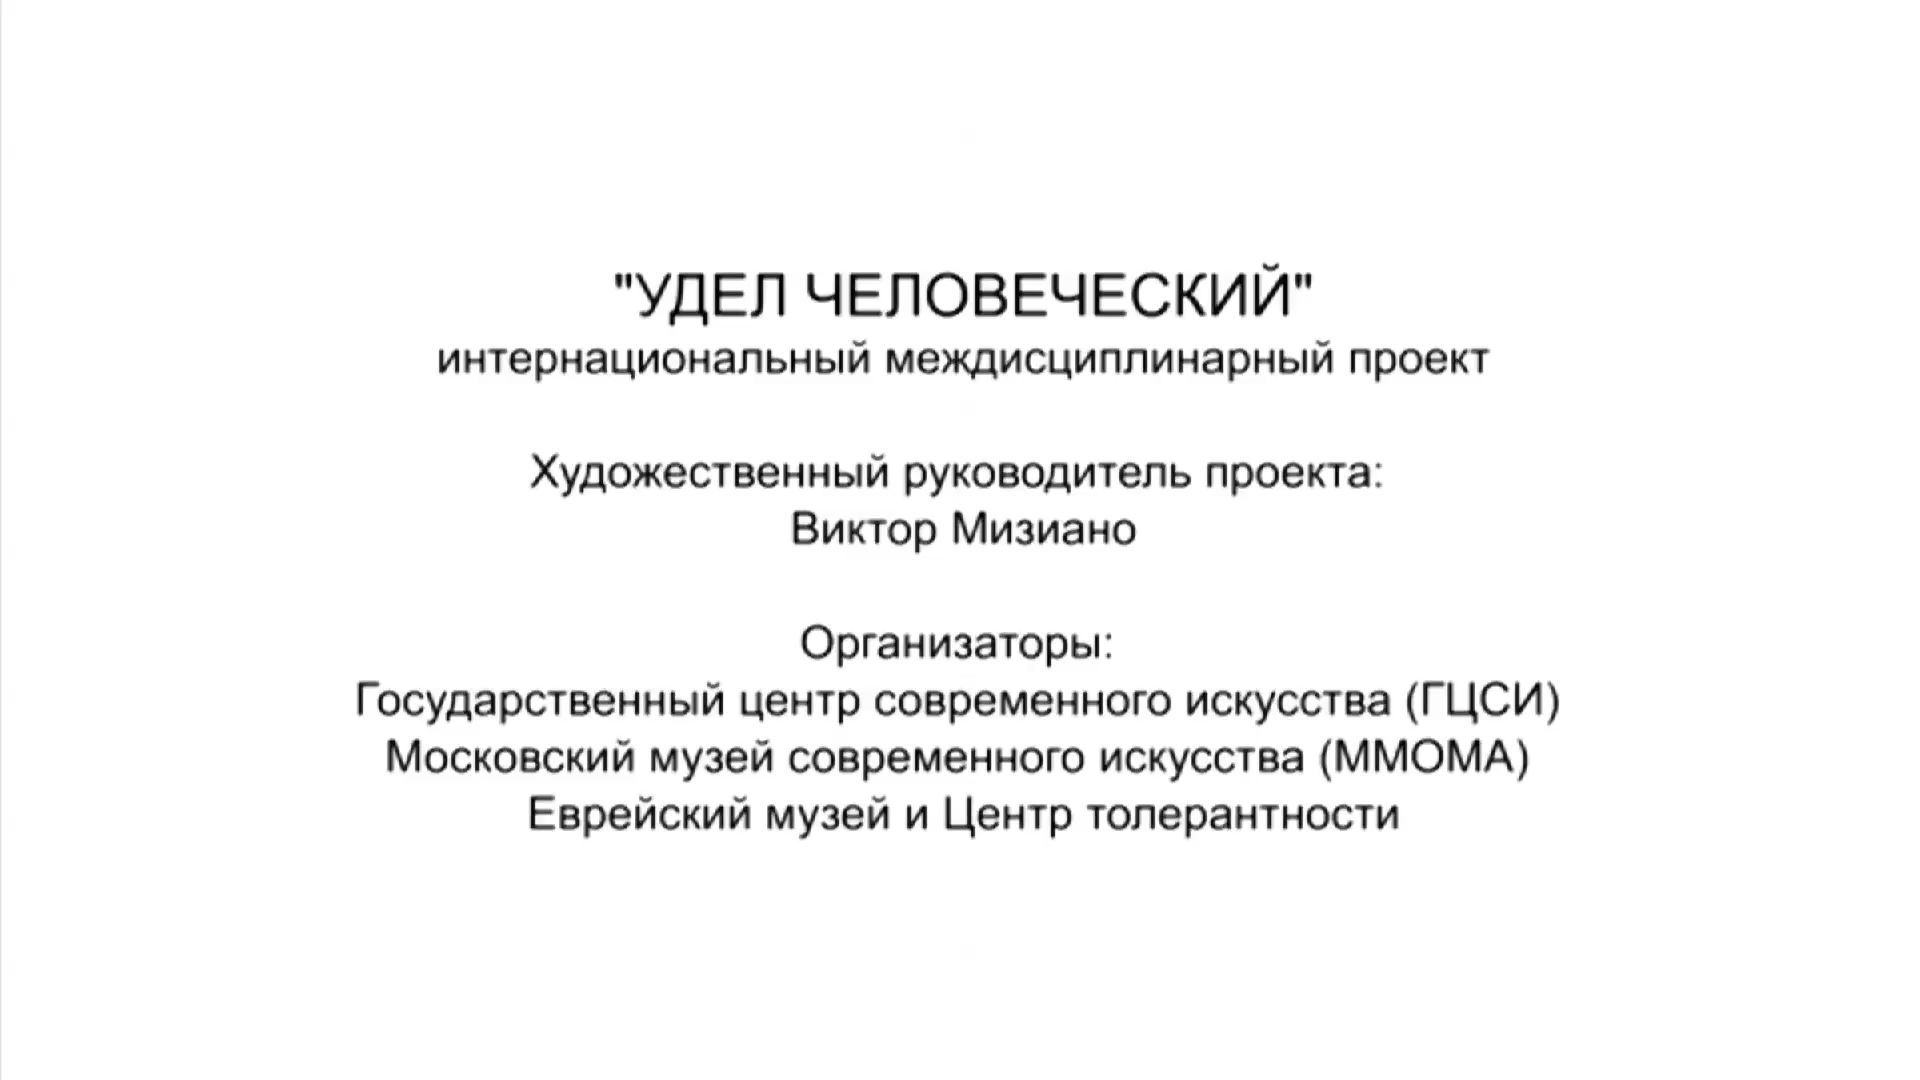 "УДЕЛ ЧЕЛОВЕЧЕСКИЙ"
интернациональный междисциплинарный проект
Художественный руководитель проекта:
Виктор Мизиано
Организаторы:
Государственный центр современного искусства (ГЦСИ)
Московский музей современного искусства (ММОМА)
Еврейский музей и Центр толерантности